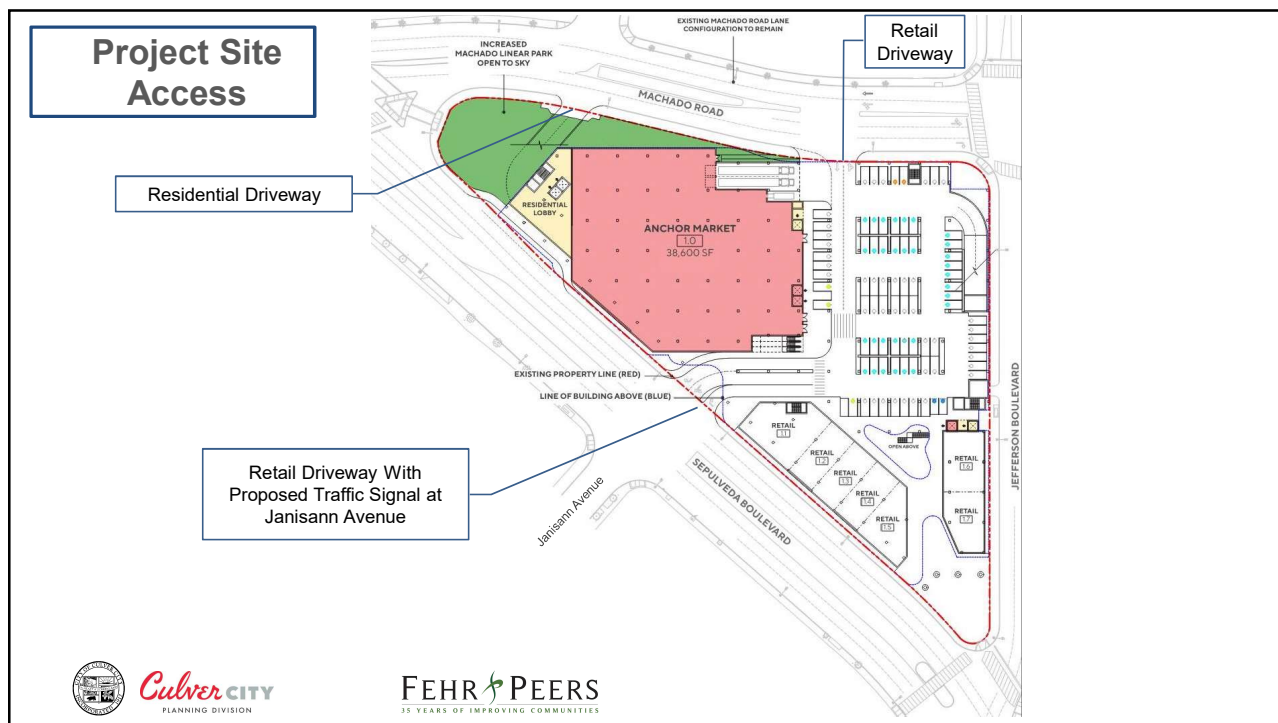 Project Site
Access
EXISTING MACHADO ROAD LANE
CONFIGURATION TO REMAIN
Retail
Driveway
INCREASED
MACHADO LINEAR PARK
OPEN TO SKY
MACHADO ROAD
Residential Driveway
RESIDENTIAL
LOBBY
ANCHOR MARKET
1.0
38,600 SF
EXISTING PROPERTY LINE (RED)
LINE OF BUILDING ABOVE (BLUE)
RETAIL
1.1
RETAIL
1.2
RETAIL
1.3
RETAIL
1.4
RETAIL
1.5
OPEN ABOVE
RETAIL
1.6
RETAIL
1.7
JEFFERSON BOULEVARD
SEPULVEDA BOULEVARD
Janisann Avenue
Retail Driveway With
Proposed Traffic Signal at
Janisann Avenue
Culver CITY
PLANNING DIVISION
FEHR PEERS
35 YEARS OF IMPROVING COMMUNITIES